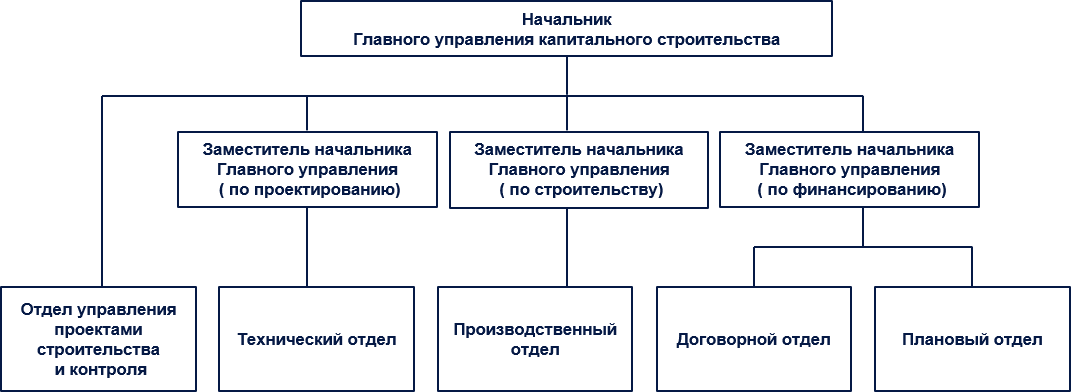 Начальник
Главного управления капитального строительства
Заместитель начальника
Главного управления
( по проектированию)
Заместитель начальника
Главного управления
( по строительству)
Заместитель начальника
Главного управления
( по финансированию)
Отдел управления
проектами
строительства
и контроля
Технический отдел
Производственный
отдел
Договорной отдел
Плановый отдел